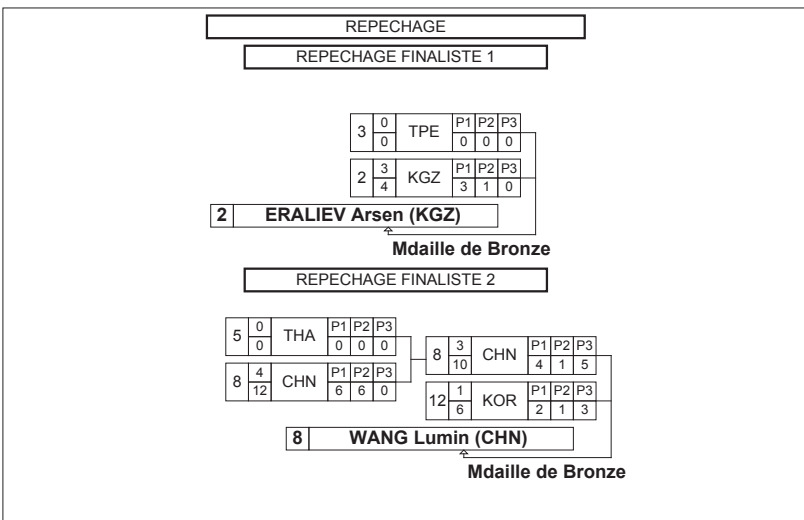 REPECHAGE
REPECHAGE FINALISTE 1
3 0 TPE P1 P2 P3
0 0 0 0
2 3 KGZ P1 P2 P3
4 3 1 0
2 ERALIEV Arsen (KGZ)
Mdaille de Bronze
REPECHAGE FINALISTE 2
5 0 THA P1 P2 P3
0 0 0 0
8 4 CHN P1 P2 P3
12 6 6 0
8 3 CHN P1 P2 P3
10 4 1 5
12 1 KOR P1 P2 P3
6 2 1 3
8 WANG Lumin (CHN)
Mdaille de Bronze